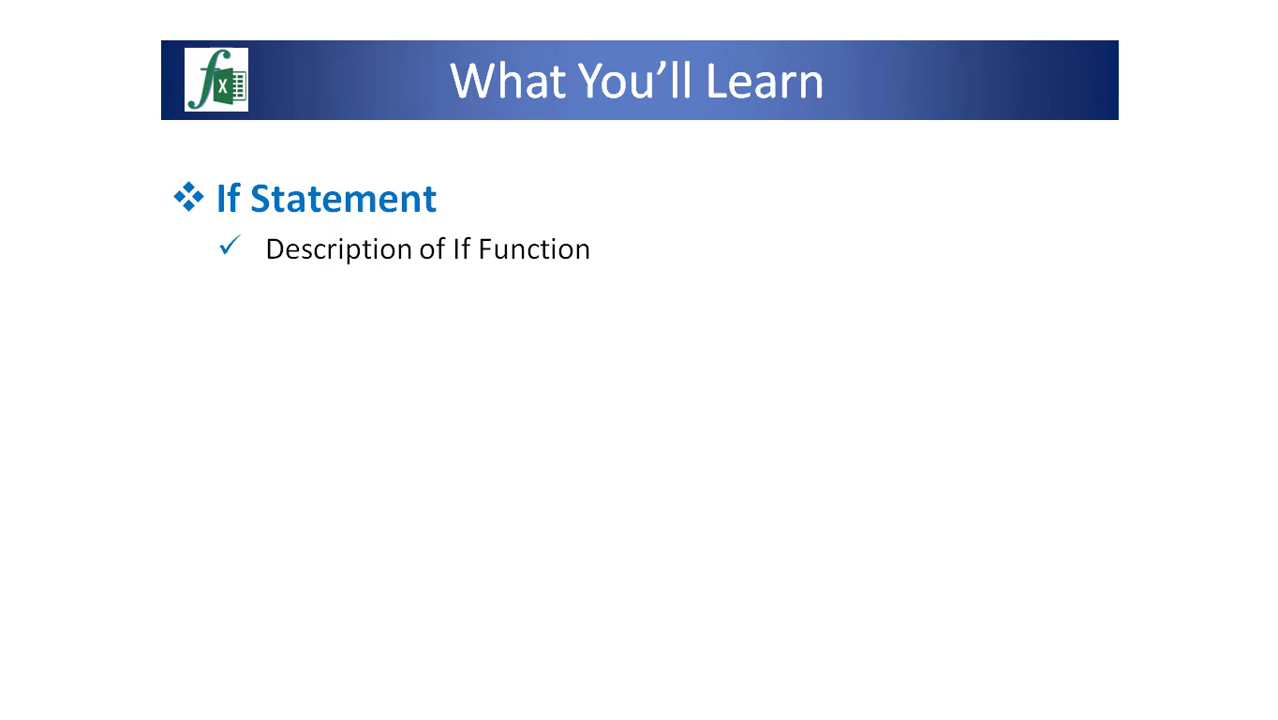 What You’ll Learn
If Statement
Description of If Function